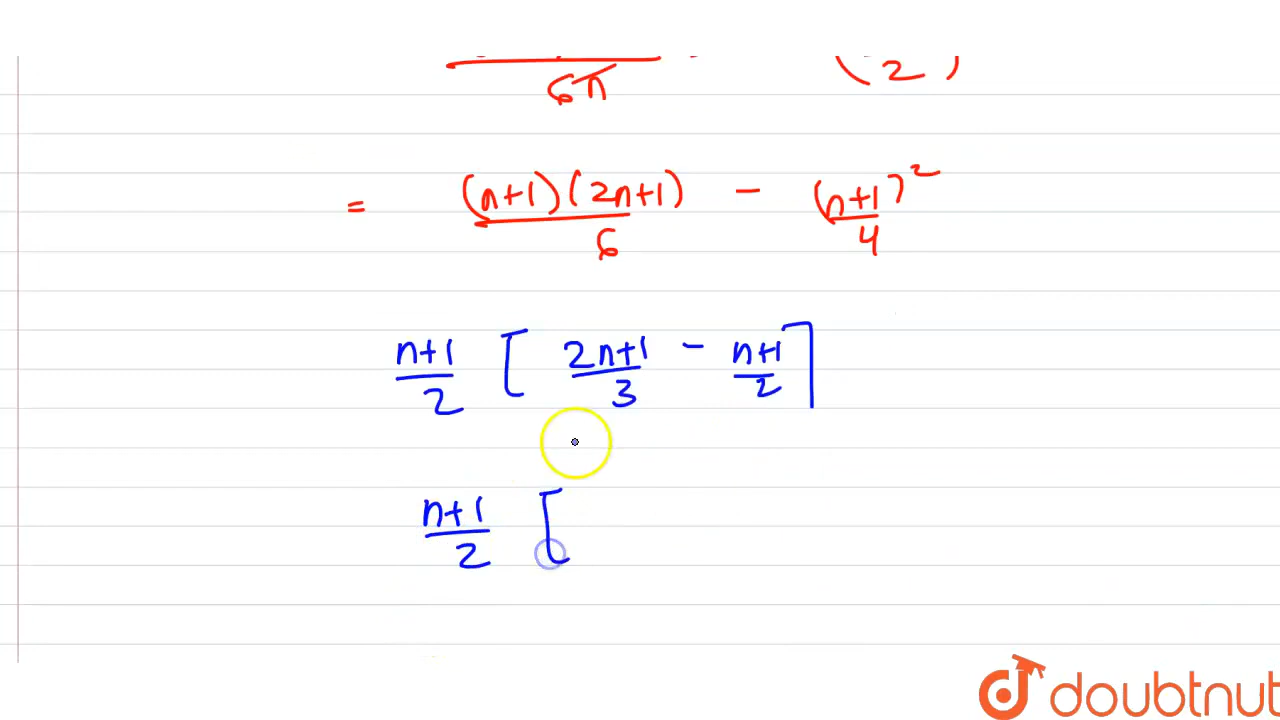 6n (2)
= (n+1)(2n+1)/6 - (n+1)²/4
n+1/2 [ 2n+1/3 - n+1/2 ]
n+1/2 [
doubtnut